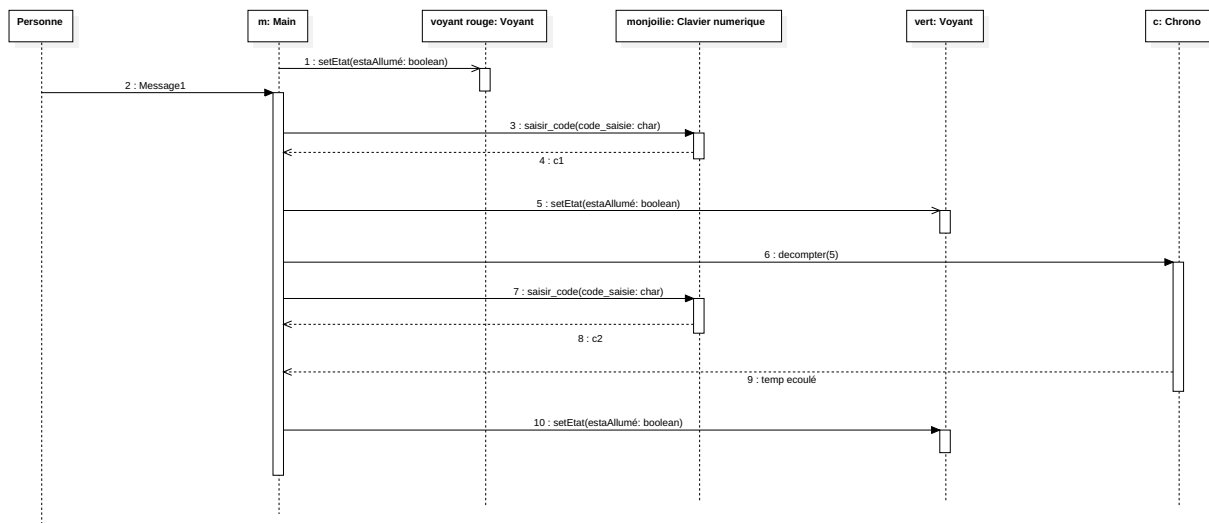 Personne
m: Main
voyant rouge: Voyant
monjoilie: Clavier numerique
vert: Voyant
c: Chrono
1 : setEtat(estaAllumé: boolean)
2 : Message1
3 : saisir_code(code_saisie: char)
4 : c1
5 : setEtat(estaAllumé: boolean)
6 : decompter(5)
7 : saisir_code(code_saisie: char)
8 : c2
9 : temp ecoulé
10 : setEtat(estaAllumé: boolean)